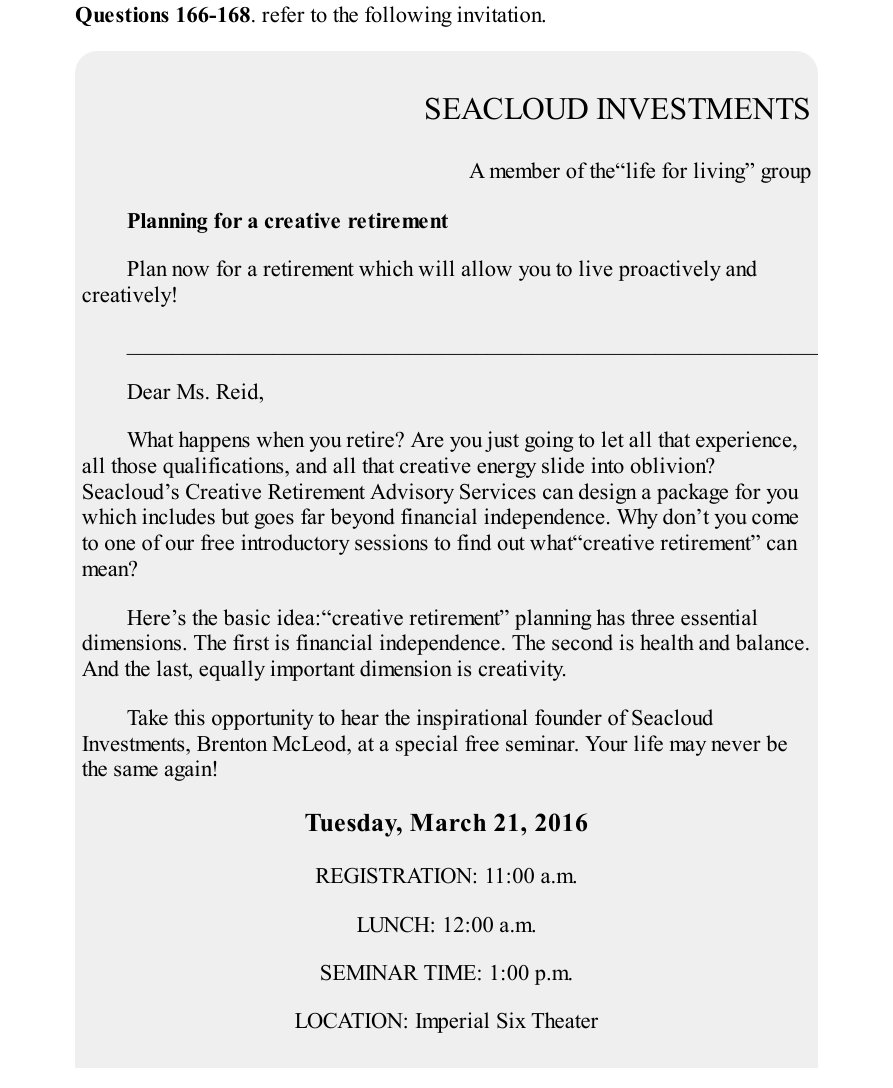 Questions 166-168. refer to the following invitation.
SEACLOUD INVESTMENTS
A member of the“life for living” group
Planning for a creative retirement
Plan now for a retirement which will allow you to live proactively and
creatively!
Dear Ms. Reid,
What happens when you retire? Are you just going to let all that experience,
all those qualifications, and all that creative energy slide into oblivion?
Seacloud’s Creative Retirement Advisory Services can design a package for you
which includes but goes far beyond financial independence. Why don’t you come
to one of our free introductory sessions to find out what“creative retirement” can
mean?
Here’s the basic idea:“creative retirement” planning has three essential
dimensions. The first is financial independence. The second is health and balance.
And the last, equally important dimension is creativity.
Take this opportunity to hear the inspirational founder of Seacloud
Investments, Brenton McLeod, at a special free seminar. Your life may never be
the same again!
Tuesday, March 21, 2016
REGISTRATION: 11:00 a.m.
LUNCH: 12:00 a.m.
SEMINAR TIME: 1:00 p.m.
LOCATION: Imperial Six Theater